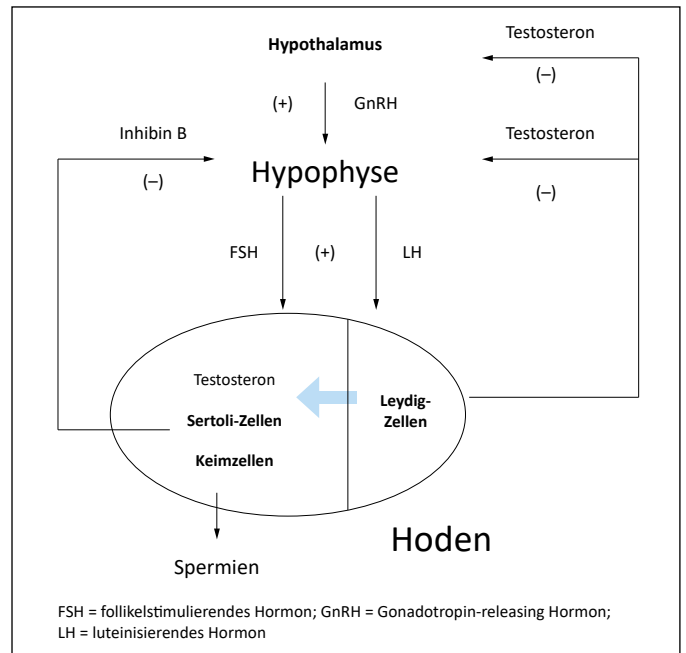 Hypothalamus
Testosteron
(–)
(+)
GnRH
Inhibin B
(–)
Testosteron
(–)
Hypophyse
FSH
(+)
LH
Testosteron
Sertoli-Zellen
Keimzellen
Leydig-
Zellen
Hoden
Spermien
FSH = follikelstimulierendes Hormon; GnRH = Gonadotropin-releasing Hormon;
LH = luteinisierendes Hormon